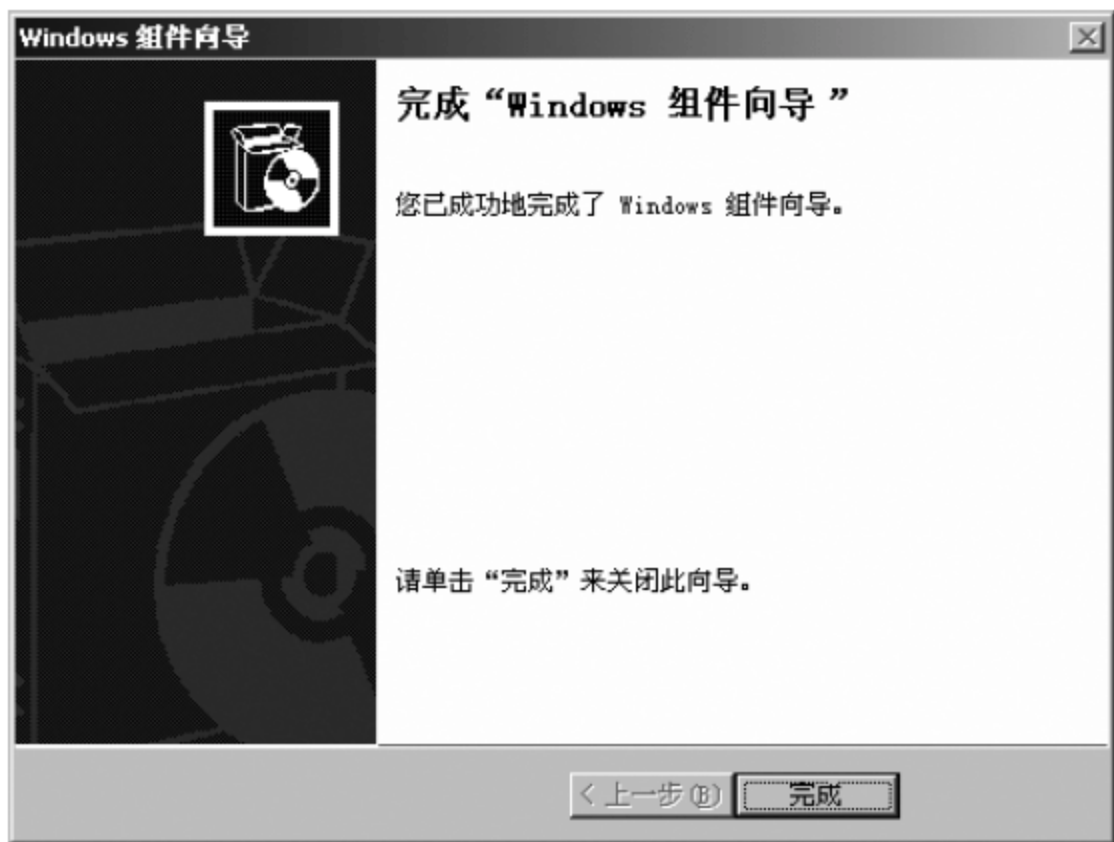 Windows 组件向导
完成“Windows 组件向导 ”
您已成功地完成了 Windows 组件向导。
请单击“完成”来关闭此向导。
< 上一步(B)
完成